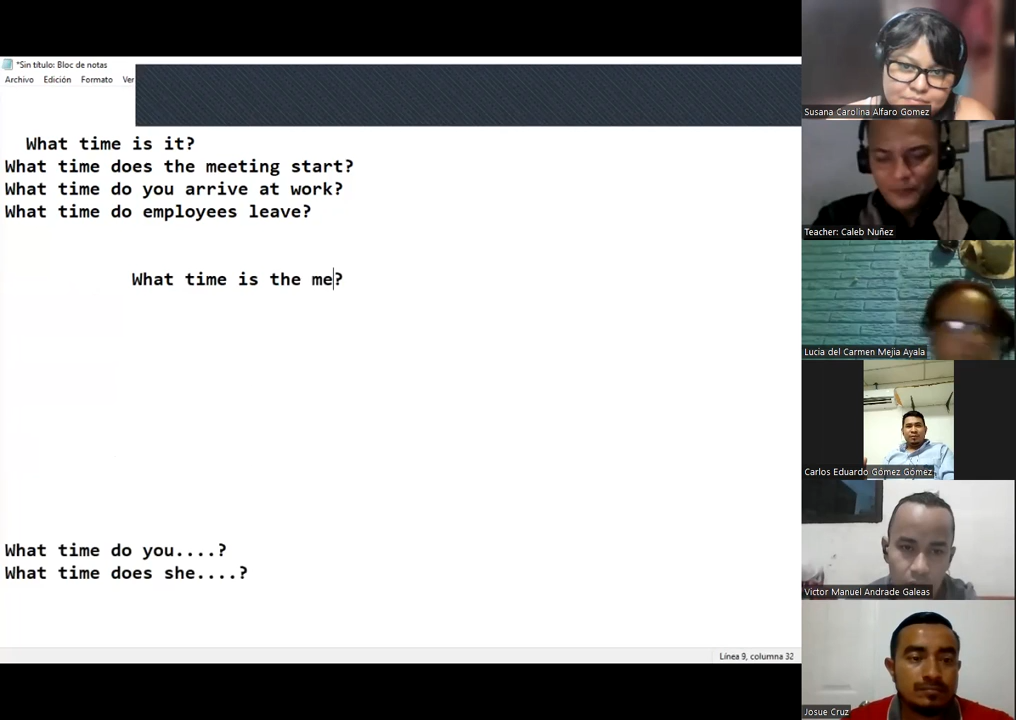 *Sin título: Bloc de notas
Archivo Edición Formato Ver
What time is it?
What time does the meeting start?
What time do you arrive at work?
What time do employees leave?
What time is the me?
What time do you....?
What time does she....?
Línea 9, columna 32
Susana Carolina Alfaro Gomez
Teacher: Caleb Nuñez
Lucia del Carmen Mejia Ayala
Carlos Eduardo Gómez Gómez
Victor Manuel Andrade Galeas
Josue Cruz